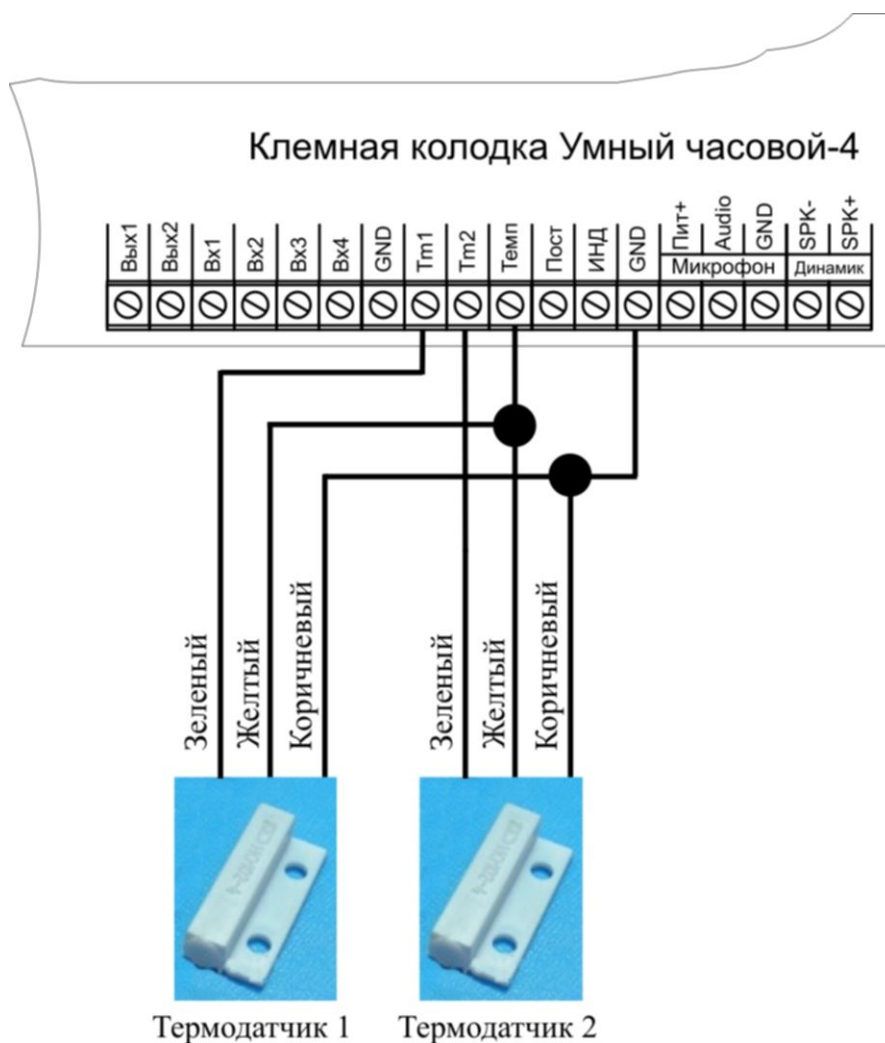 Клемная колодка Умный часовой-4
Вых1
Вых2
Вх1
Вх2
Вх3
Вх4
GND
Tm1
Tm2
Темп
Пост
ИНД
GND
Пит+
Audio
GND
SPK-
SPK+
Микрофон
Динамик
Зеленый
Желтый
Коричневый
Зеленый
Желтый
Коричневый
Термодатчик 1
Термодатчик 2